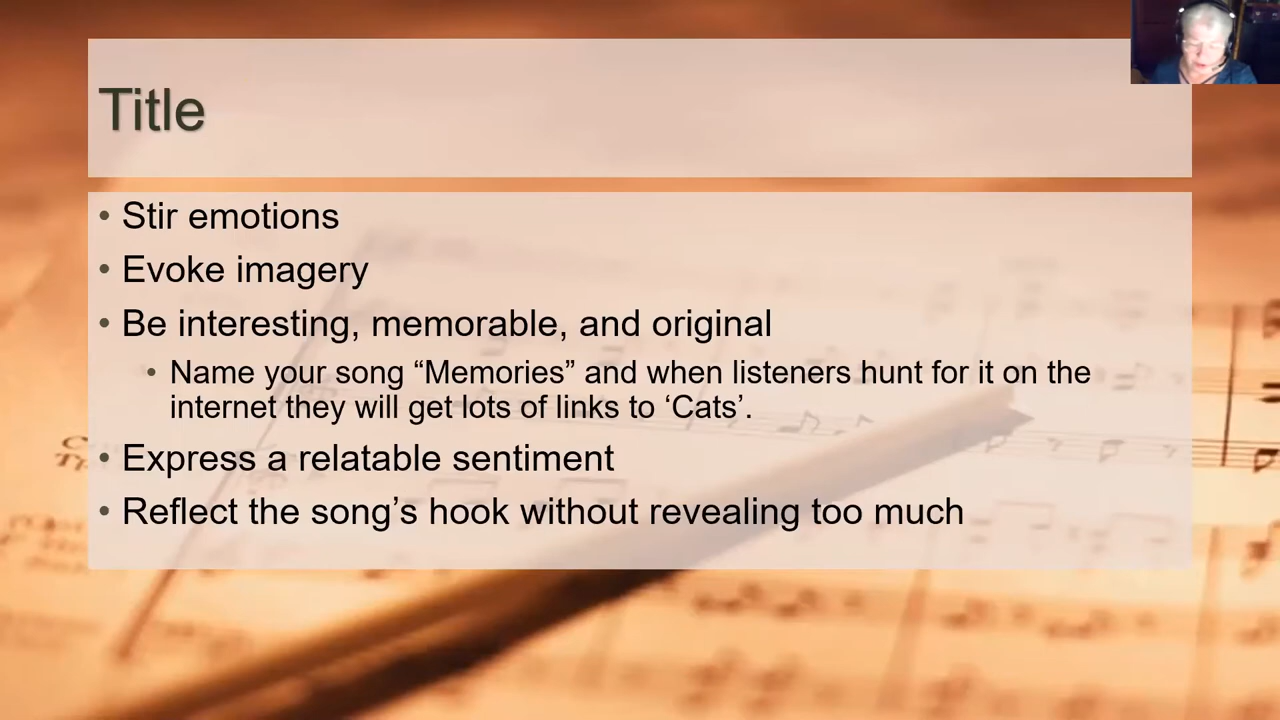 Title
• Stir emotions
• Evoke imagery
• Be interesting, memorable, and original
• Name your song “Memories” and when listeners hunt for it on the
internet they will get lots of links to ‘Cats’.
• Express a relatable sentiment
• Reflect the song’s hook without revealing too much